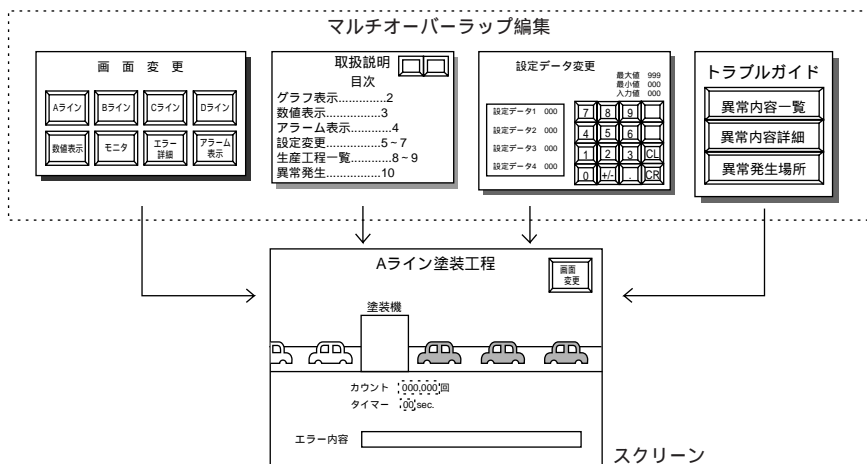 マルチオーバーラップ編集
画面変更
Aライン Bライン Cライン Dライン
数値表示 モニタ エラー詳細 アラーム表示
取扱説明
目次
グラフ表示..............2
数値表示................3
アラーム表示............4
設定変更..............5~7
生産工程一覧........8~9
異常発生...............10
設定データ変更
最大値 999
最小値 000
入力値 000
設定データ1 000
設定データ2 000
設定データ3 000
設定データ4 000
7 8 9
4 5 6
1 2 3 CL
0 +/- . CR
トラブルガイド
異常内容一覧
異常内容詳細
異常発生場所
Aライン塗装工程
画面
変更
塗装機
カウント 000,000回
タイマー 00sec.
エラー内容
スクリーン